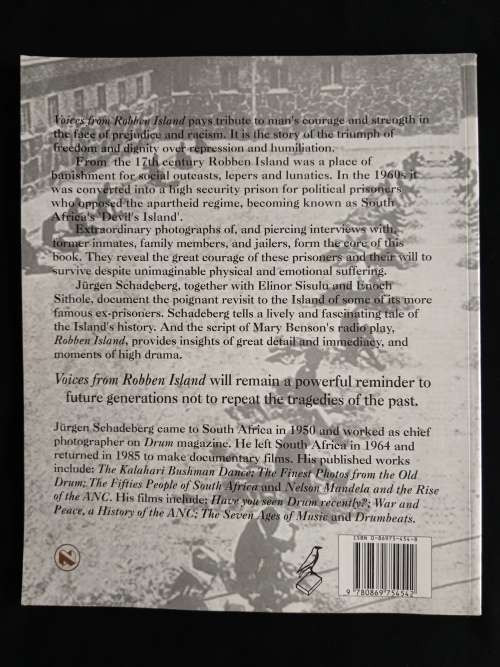 Voices from Robben Island pays tribute to man's courage and strength in
the face of prejudice and racism. It is the story of the triumph of
freedom and dignity over repression and humiliation.
From the 17th century Robben Island was a place of
banishment for social outcasts, lepers and lunatics. In the 1960s, it
was converted into a high security prison for political prisoners
who opposed the apartheid regime, becoming known as South
Africa's 'Devil's Island'.
Extraordinary photographs of, and piercing interviews with,
former inmates, family members, and jailers, form the core of this
book. They reveal the great courage of these prisoners and their will to
survive despite unimaginable physical and emotional suffering.
Jürgen Schadeberg, together with Elinor Sisulu and Enoch
Sithole, document the poignant revisit to the Island of some of its more
famous ex-prisoners. Schadeberg tells a lively and fascinating tale of
the Island's history. And the script of Mary Benson's radio play,
Robben Island, provides insights of great detail and immediacy, and
moments of high drama.
Voices from Robben Island will remain a powerful reminder to
future generations not to repeat the tragedies of the past.
Jürgen Schadeberg came to South Africa in 1950 and worked as chief
photographer on Drum magazine. He left South Africa in 1964 and
returned in 1985 to make documentary films. His published works
include: The Kalahari Bushman Dance; The Finest Photos from the Old
Drum; The Fifties People of South Africa and Nelson Mandela and the Rise
of the ANC. His films include; Have you seen Drum recently?; War and
Peace, a History of the ANC; The Seven Ages of Music and Drumbeats.
ISBN 0-86975-454-8
9 780869 754542